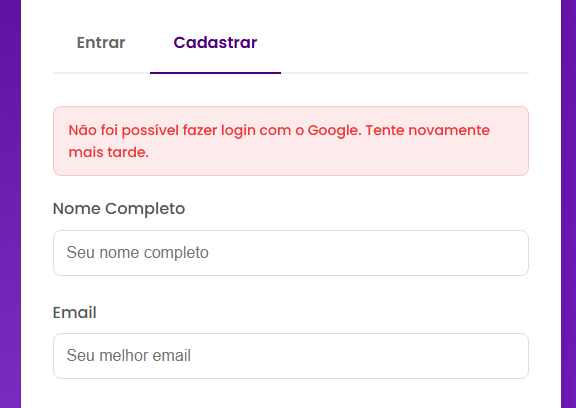 Entrar Cadastrar
Não foi possível fazer login com o Google. Tente novamente
mais tarde.
Nome Completo
Seu nome completo
Email
Seu melhor email